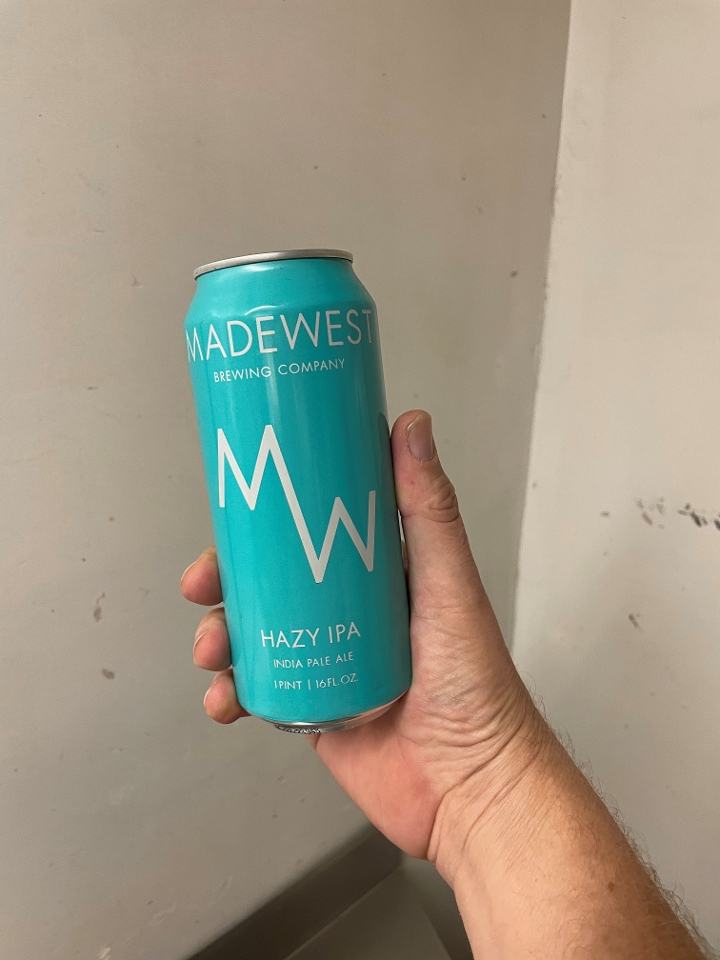 MADEWEST
BREWING COMPANY
MW
HAZY IPA
INDIA PALE ALE
1 PINT | 16 FL. OZ.